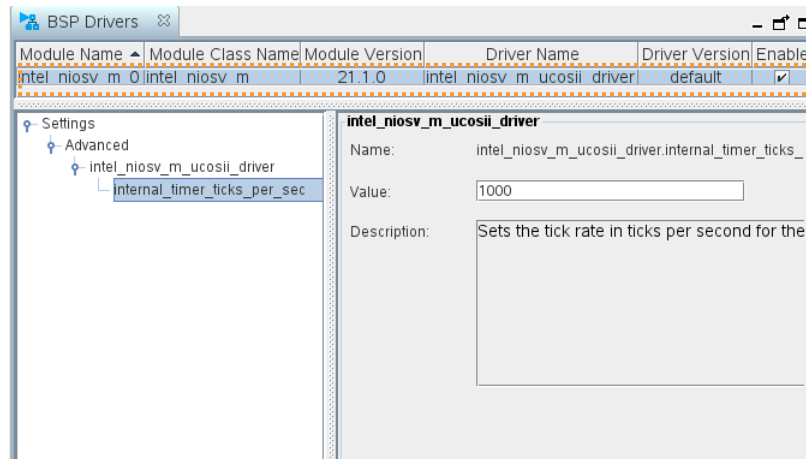 BSP Drivers
Module Name Module Class Name Module Version Driver Name Driver Version Enable
intel_niosv_m_0 intel_niosv_m 21.1.0 intel_niosv_m_ucosii_driver default
Settings
Advanced
intel_niosv_m_ucosii_driver
internal_timer_ticks_per_sec
intel_niosv_m_ucosii_driver
Name: intel_niosv_m_ucosii_driver.internal_timer_ticks_
Value: 1000
Description: Sets the tick rate in ticks per second for the